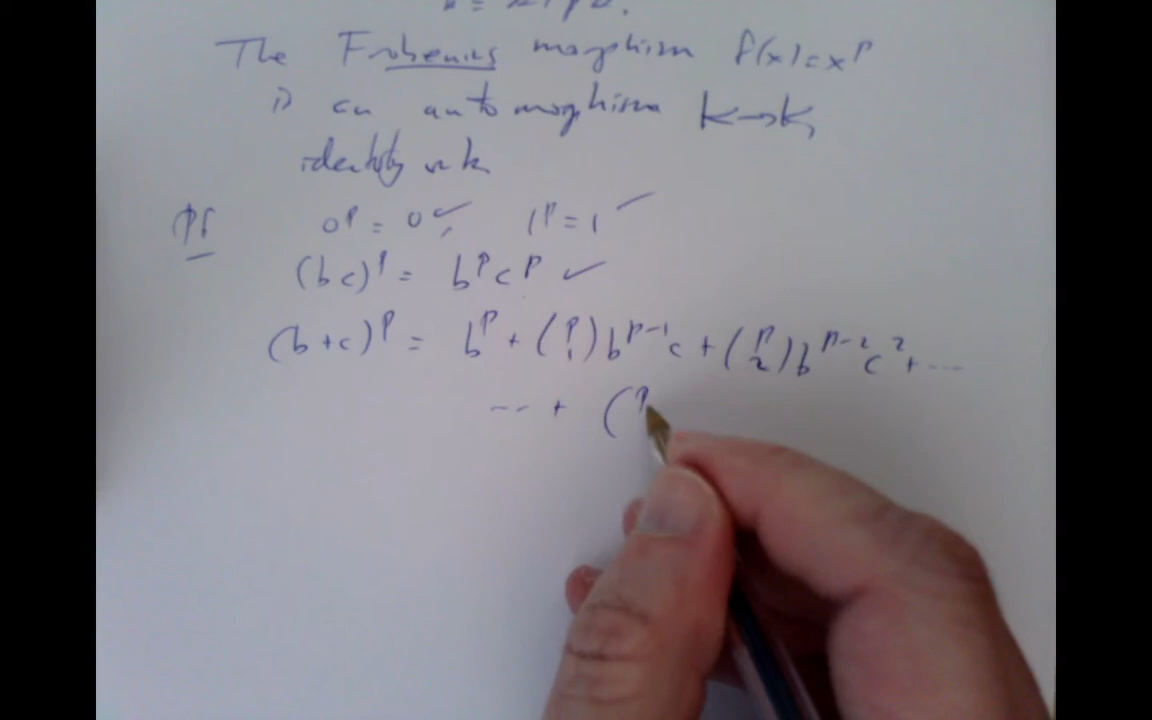 k = Z/pZ.
The Frobenius morphism f(x)=x^p
is an automorphism K→K,
identity on k
Pf 0^p = 0 ✓, 1^p = 1 ✓
(bc)^p = b^p c^p ✓
(b+c)^p = b^p + (p 1) b^{p-1} c + (p 2) b^{p-2} c^2 + ...
... + (p